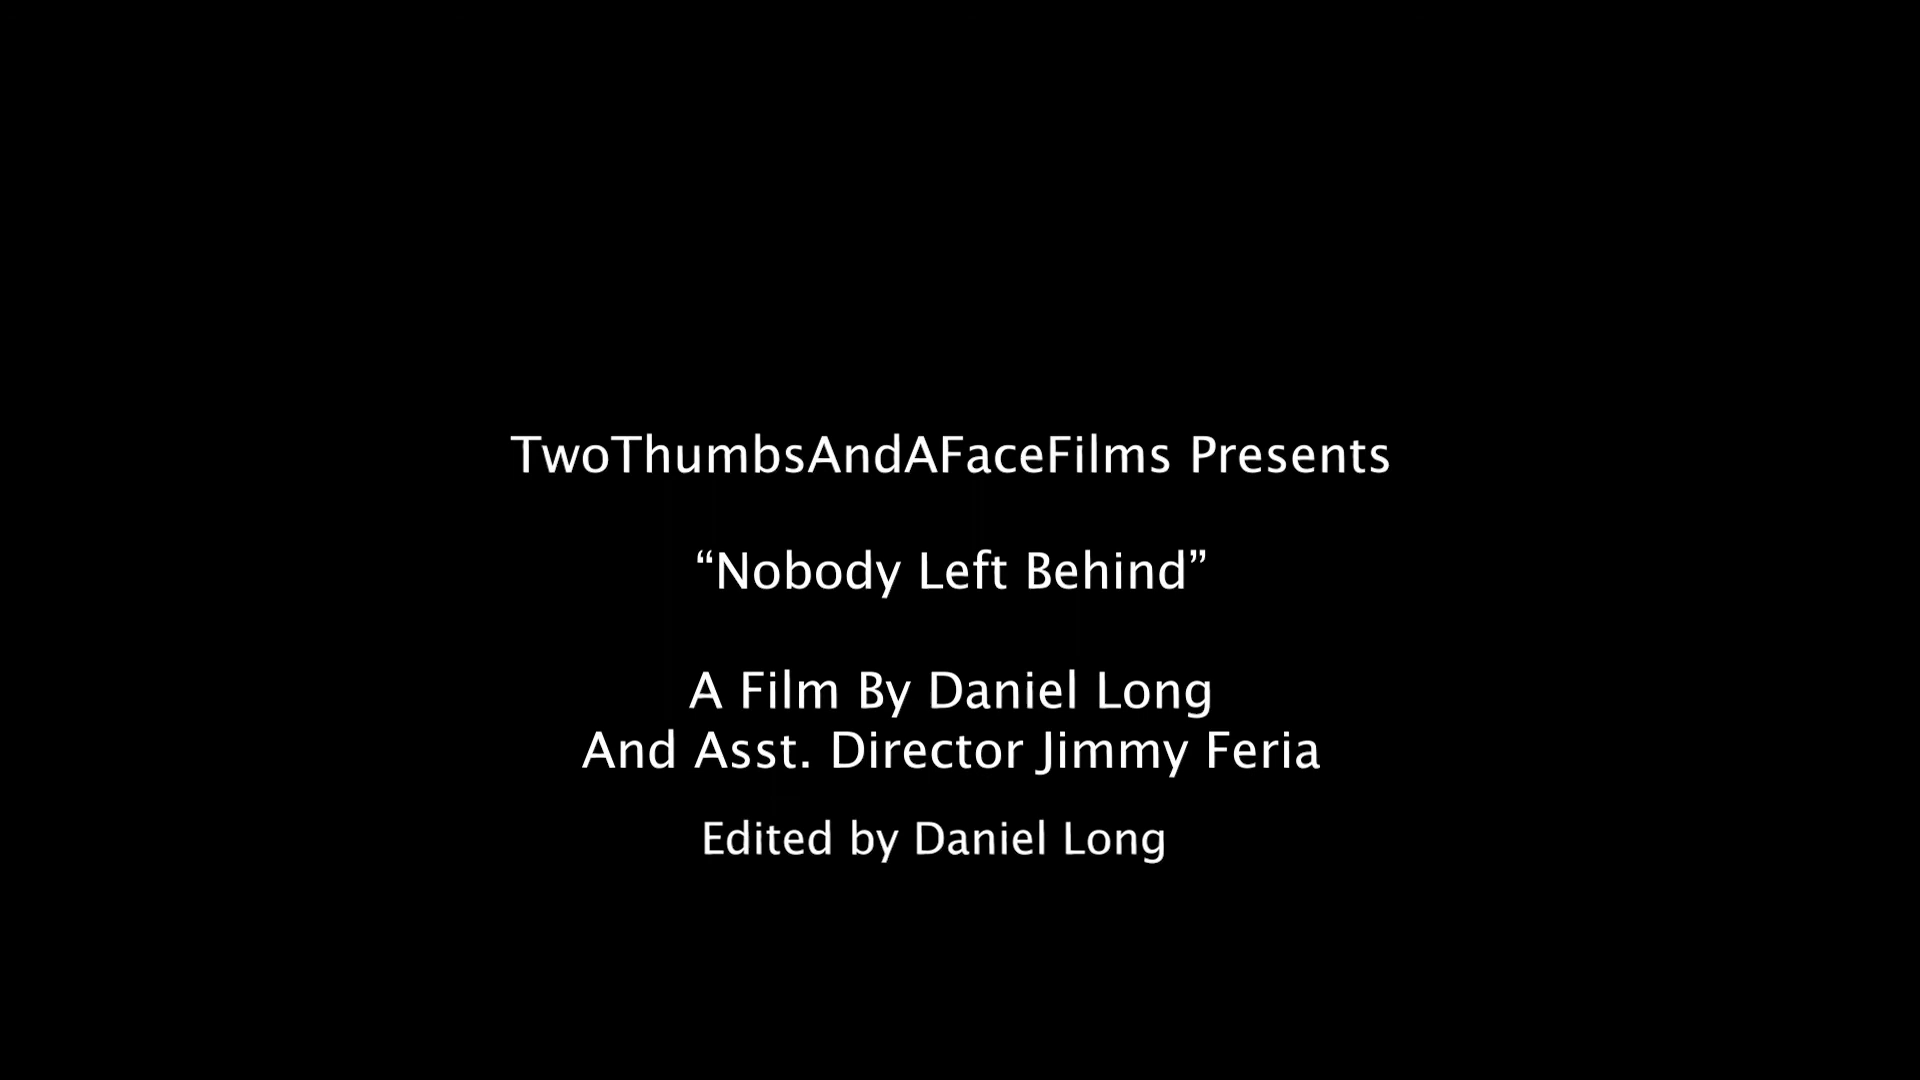 TwoThumbsAndAFaceFilms Presents
“Nobody Left Behind”
A Film By Daniel Long
And Asst. Director Jimmy Feria
Edited by Daniel Long